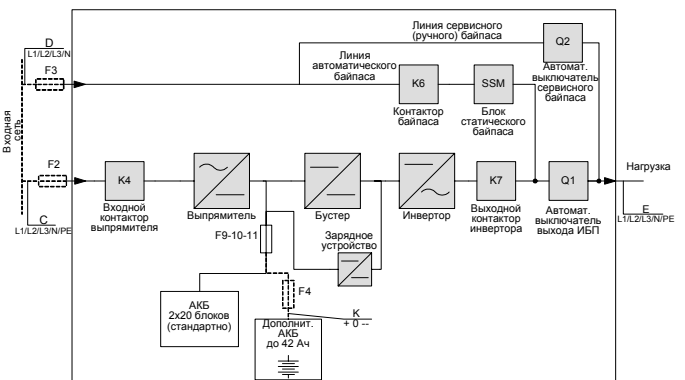 Линия сервисного
(ручного) байпаса
Q2
D
L1/L2/L3/N
F3
Линия
автоматического
байпаса
K6
SSM
Автомат.
выключатель
сервисного
байпаса
Контактор
байпаса
Блок
статического
байпаса
Входная
сеть
F2
K4
K7
Q1
Нагрузка
C
L1/L2/L3/N/PE
Входной
контактор
выпрямителя
Выпрямитель
Бустер
Инвертор
Выходной
контактор
инвертора
Автомат.
выключатель
выхода ИБП
E
L1/L2/L3/N/PE
F9-10-11
Зарядное
устройство
F4
АКБ
2x20 блоков
(стандартно)
K
+ 0 --
Дополнит.
АКБ
до 42 Ач